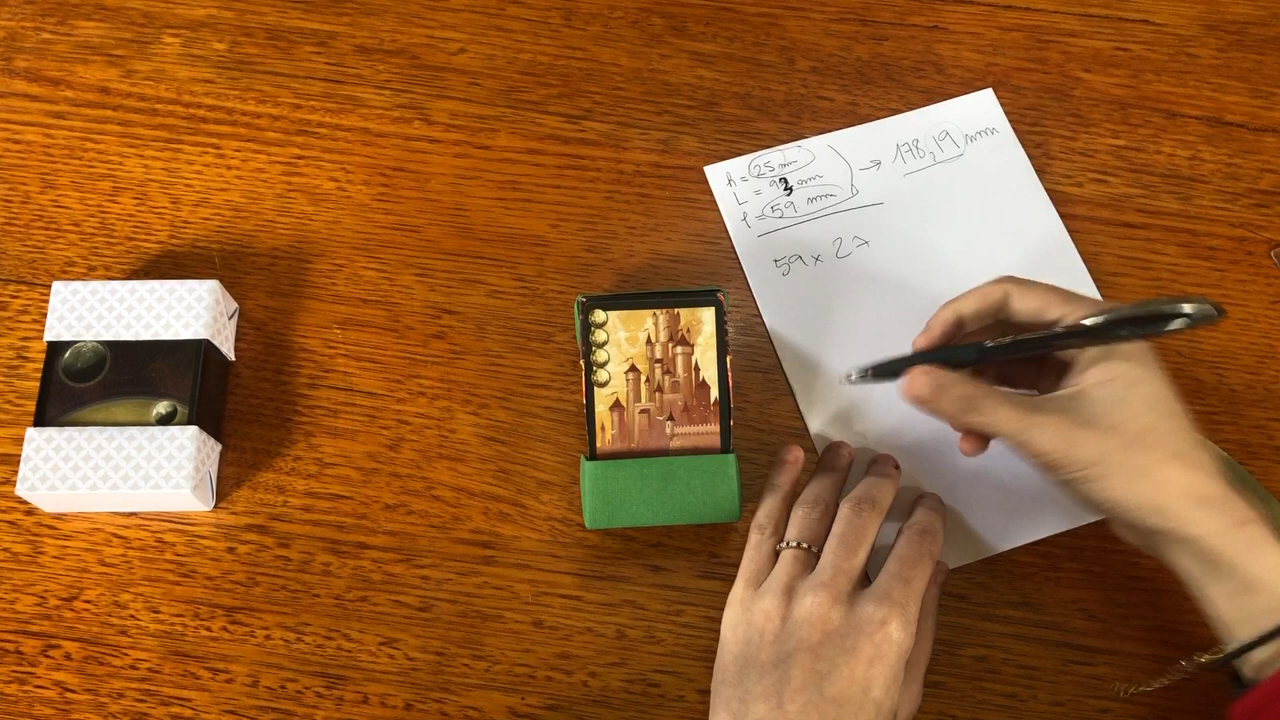 h = 25 mm
L = 93 mm → 178,19 mm
l = 59 mm
59 x 27